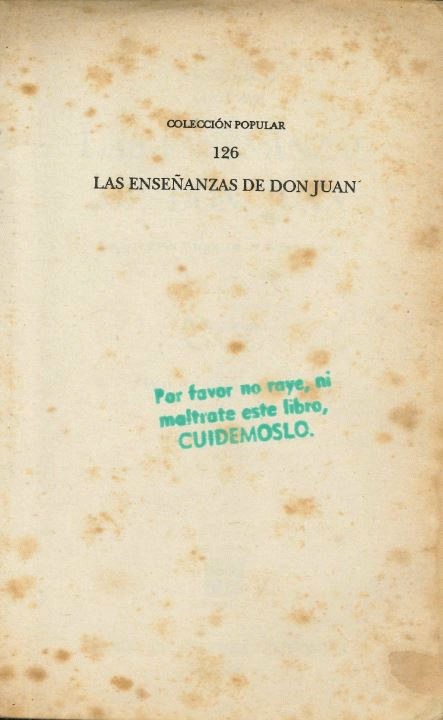 COLECCIÓN POPULAR
126
LAS ENSEÑANZAS DE DON JUAN
Por favor no raye, ni
maltrate este libro,
CUIDEMOSLO.